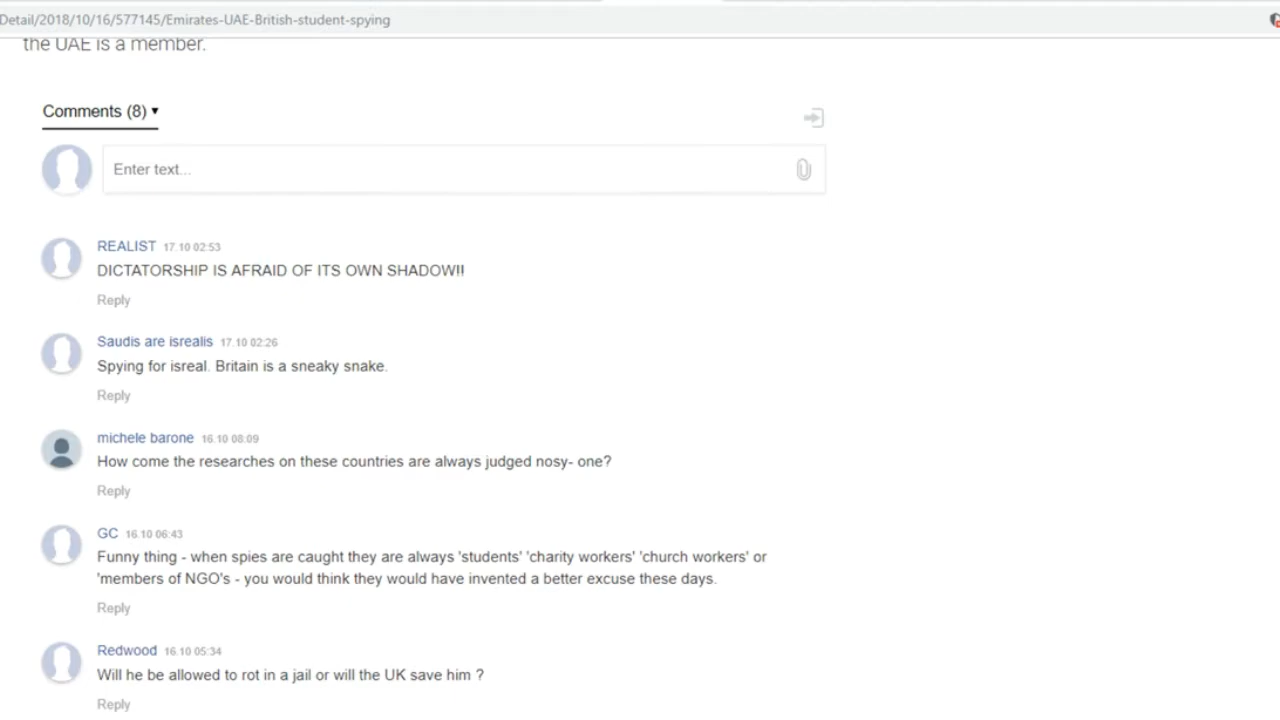 Detail/2018/10/16/577145/Emirates-UAE-British-student-spying
the UAE is a member.
Comments (8) ▾
Enter text...
REALIST 17.10 02:53
DICTATORSHIP IS AFRAID OF ITS OWN SHADOW!!
Reply
Saudis are isrealis 17.10 02:26
Spying for isreal. Britain is a sneaky snake.
Reply
michele barone 16.10 08:09
How come the researches on these countries are always judged nosy- one?
Reply
GC 16.10 06:43
Funny thing - when spies are caught they are always 'students' 'charity workers' 'church workers' or
'members of NGO's - you would think they would have invented a better excuse these days.
Reply
Redwood 16.10 05:34
Will he be allowed to rot in a jail or will the UK save him ?
Reply